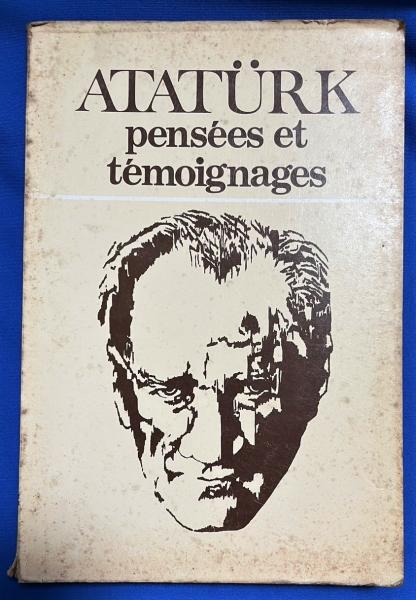 ATATÜRK
pensées et
témoignages